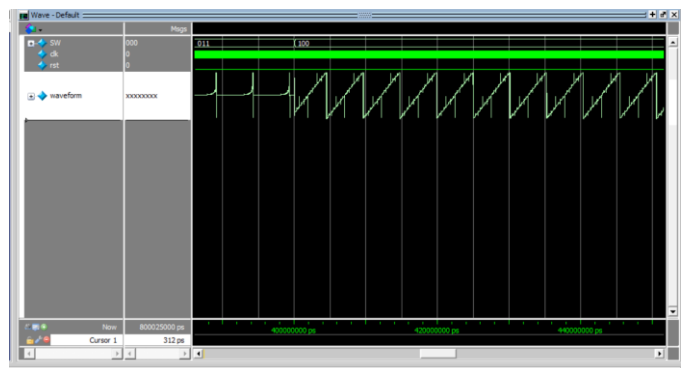 Wave - Default
Msgs
SW 000 011 100
clk 0
rst 0
waveform xxxxxxxx
Now 800025000 ps 400000000 ps 420000000 ps 440000000 ps
Cursor 1 312 ps